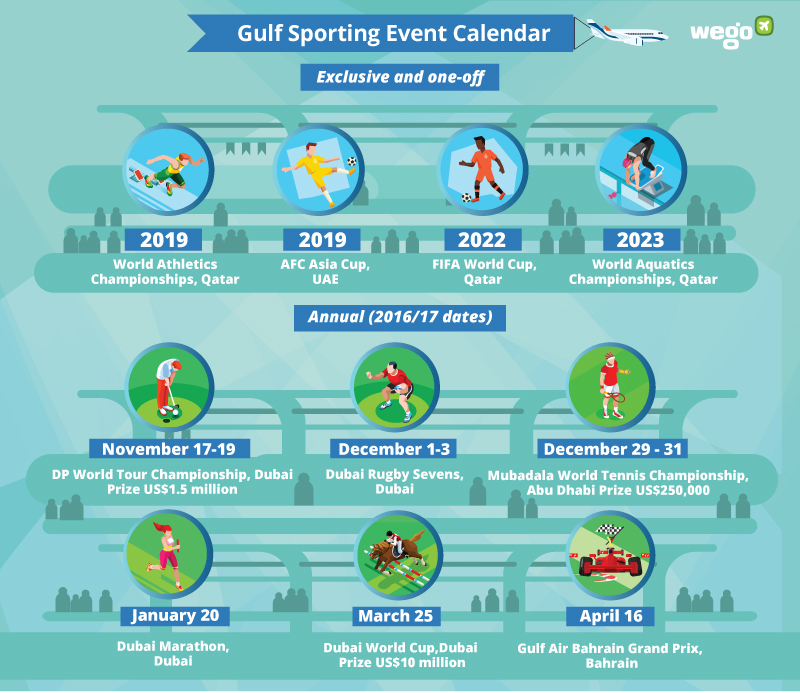 Gulf Sporting Event Calendar
wego
Exclusive and one-off
2019
World Athletics
Championships, Qatar
2019
AFC Asia Cup,
UAE
2022
FIFA World Cup,
Qatar
2023
World Aquatics
Championships, Qatar
Annual (2016/17 dates)
November 17-19
DP World Tour Championship, Dubai
Prize US$1.5 million
December 1-3
Dubai Rugby Sevens,
Dubai
December 29 - 31
Mubadala World Tennis Championship,
Abu Dhabi Prize US$250,000
January 20
Dubai Marathon,
Dubai
March 25
Dubai World Cup,Dubai
Prize US$10 million
April 16
Gulf Air Bahrain Grand Prix,
Bahrain